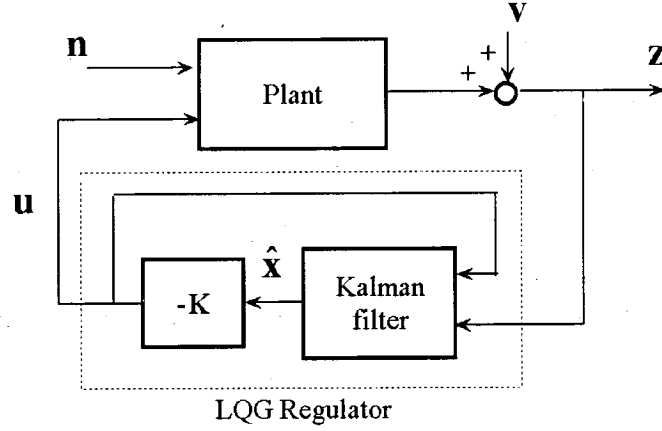 v
n
z
+
+
Plant
u
x̂
-K
Kalman
filter
LQG Regulator